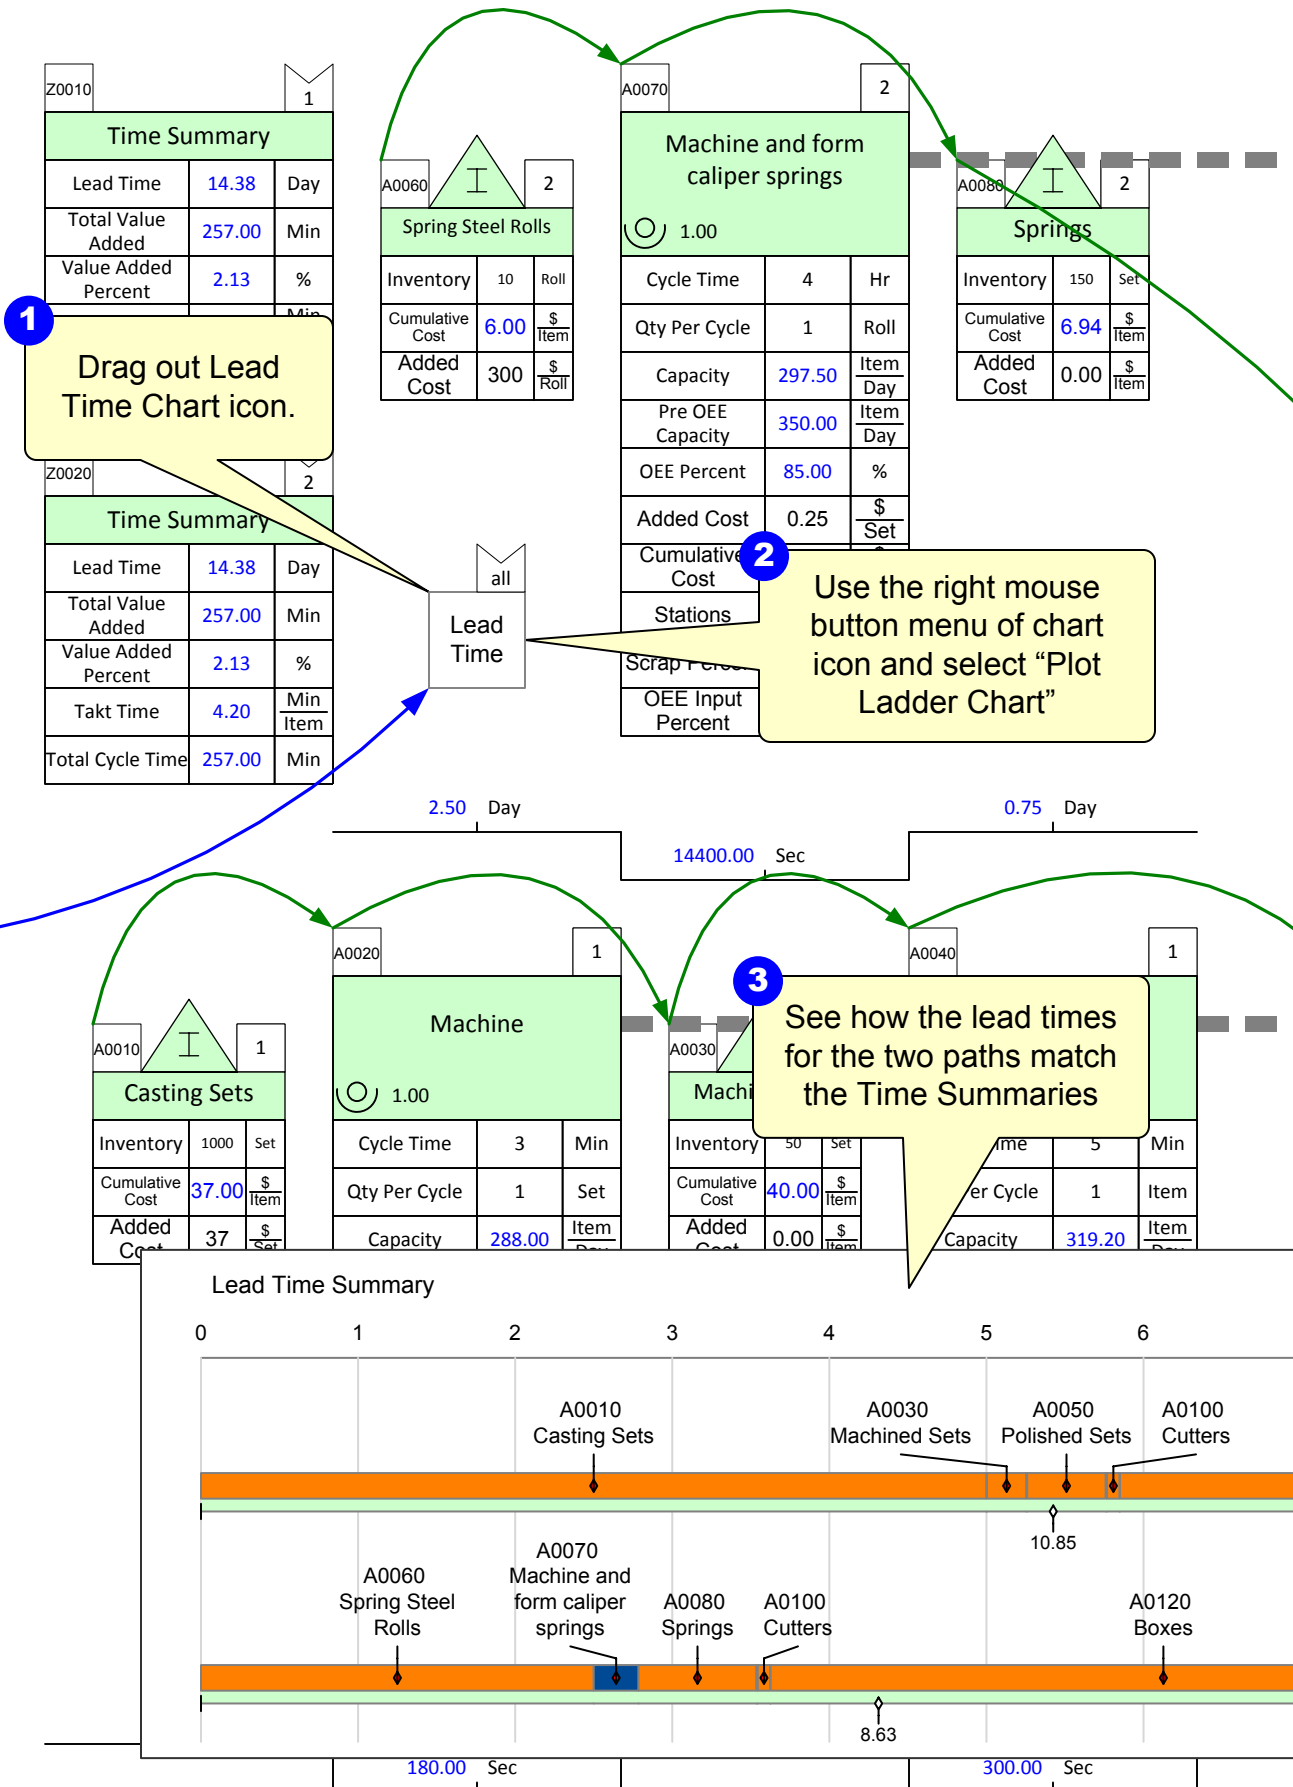 Z0010
1
Time Summary
Lead Time 14.38 Day
Total Value
Added
257.00 Min
Value Added
Percent
2.13 %
1
Drag out Lead
Time Chart icon.
Z0020
2
Time Summary
Lead Time 14.38 Day
Total Value
Added
257.00 Min
Value Added
Percent
2.13 %
Takt Time 4.20 Min
Item
Total Cycle Time 257.00 Min
A0060
I
2
Spring Steel Rolls
Inventory 10 Roll
Cumulative
Cost
6.00 $
Item
Added
Cost
300 $
Roll
all
Lead
Time
A0070
2
Machine and form
caliper springs
1.00
Cycle Time 4 Hr
Qty Per Cycle 1 Roll
Capacity 297.50 Item
Day
Pre OEE
Capacity
350.00 Item
Day
OEE Percent 85.00 %
Added Cost 0.25 $
Set
Cumulative
Cost
Stations
Scrap
OEE Input
Percent
2
Use the right mouse
button menu of chart
icon and select “Plot
Ladder Chart”
A0080
I
2
Springs
Inventory 150 Set
Cumulative
Cost
6.94 $
Item
Added
Cost
0.00 $
Item
2.50 Day
14400.00 Sec
0.75 Day
A0010
I
1
Casting Sets
Inventory 1000 Set
Cumulative
Cost
37.00 $
Item
Added
Cost
37 $
Set
A0020
1
Machine
1.00
Cycle Time 3 Min
Qty Per Cycle 1 Set
Capacity 288.00 Item
Day
A0030
Machi
Inventory 50 Set
Cumulative
Cost
40.00 $
Item
Added
Cost
0.00 $
Item
A0040
1
3
See how the lead times
for the two paths match
the Time Summaries
ime 5 Min
er Cycle 1 Item
Capacity 319.20 Item
Day
Lead Time Summary
0 1 2 3 4 5 6
A0010
Casting Sets
A0030
Machined Sets
A0050
Polished Sets
A0100
Cutters
10.85
A0060
Spring Steel
Rolls
A0070
Machine and
form caliper
springs
A0080
Springs
A0100
Cutters
A0120
Boxes
8.63
180.00 Sec
300.00 Sec